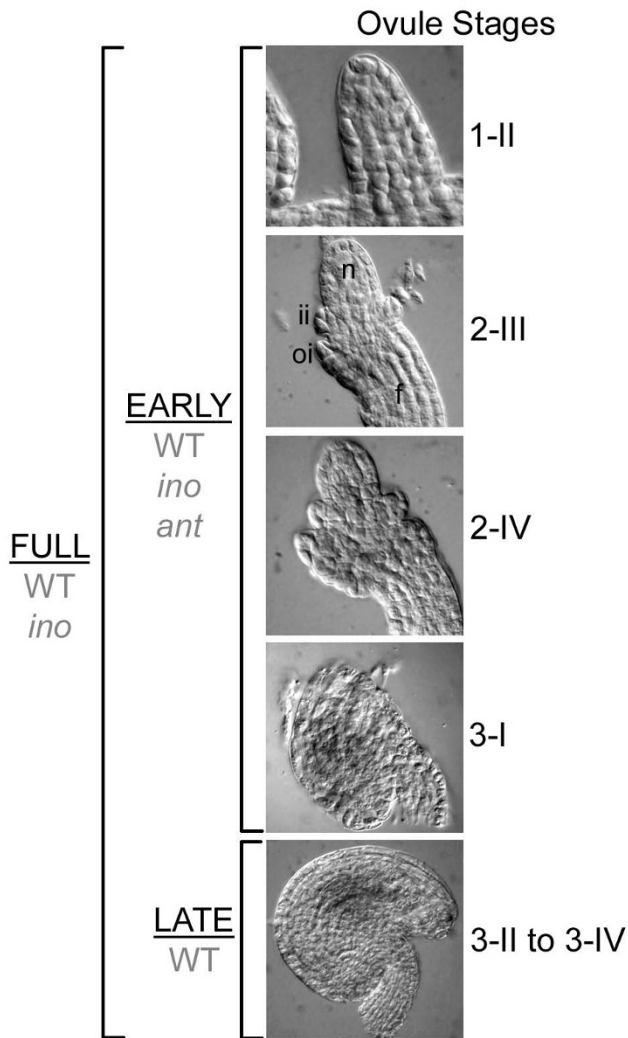 Ovule Stages
1-II
n
ii
oi
f
2-III
EARLY
WT
ino
ant
2-IV
FULL
WT
ino
3-I
LATE
WT
3-II to 3-IV